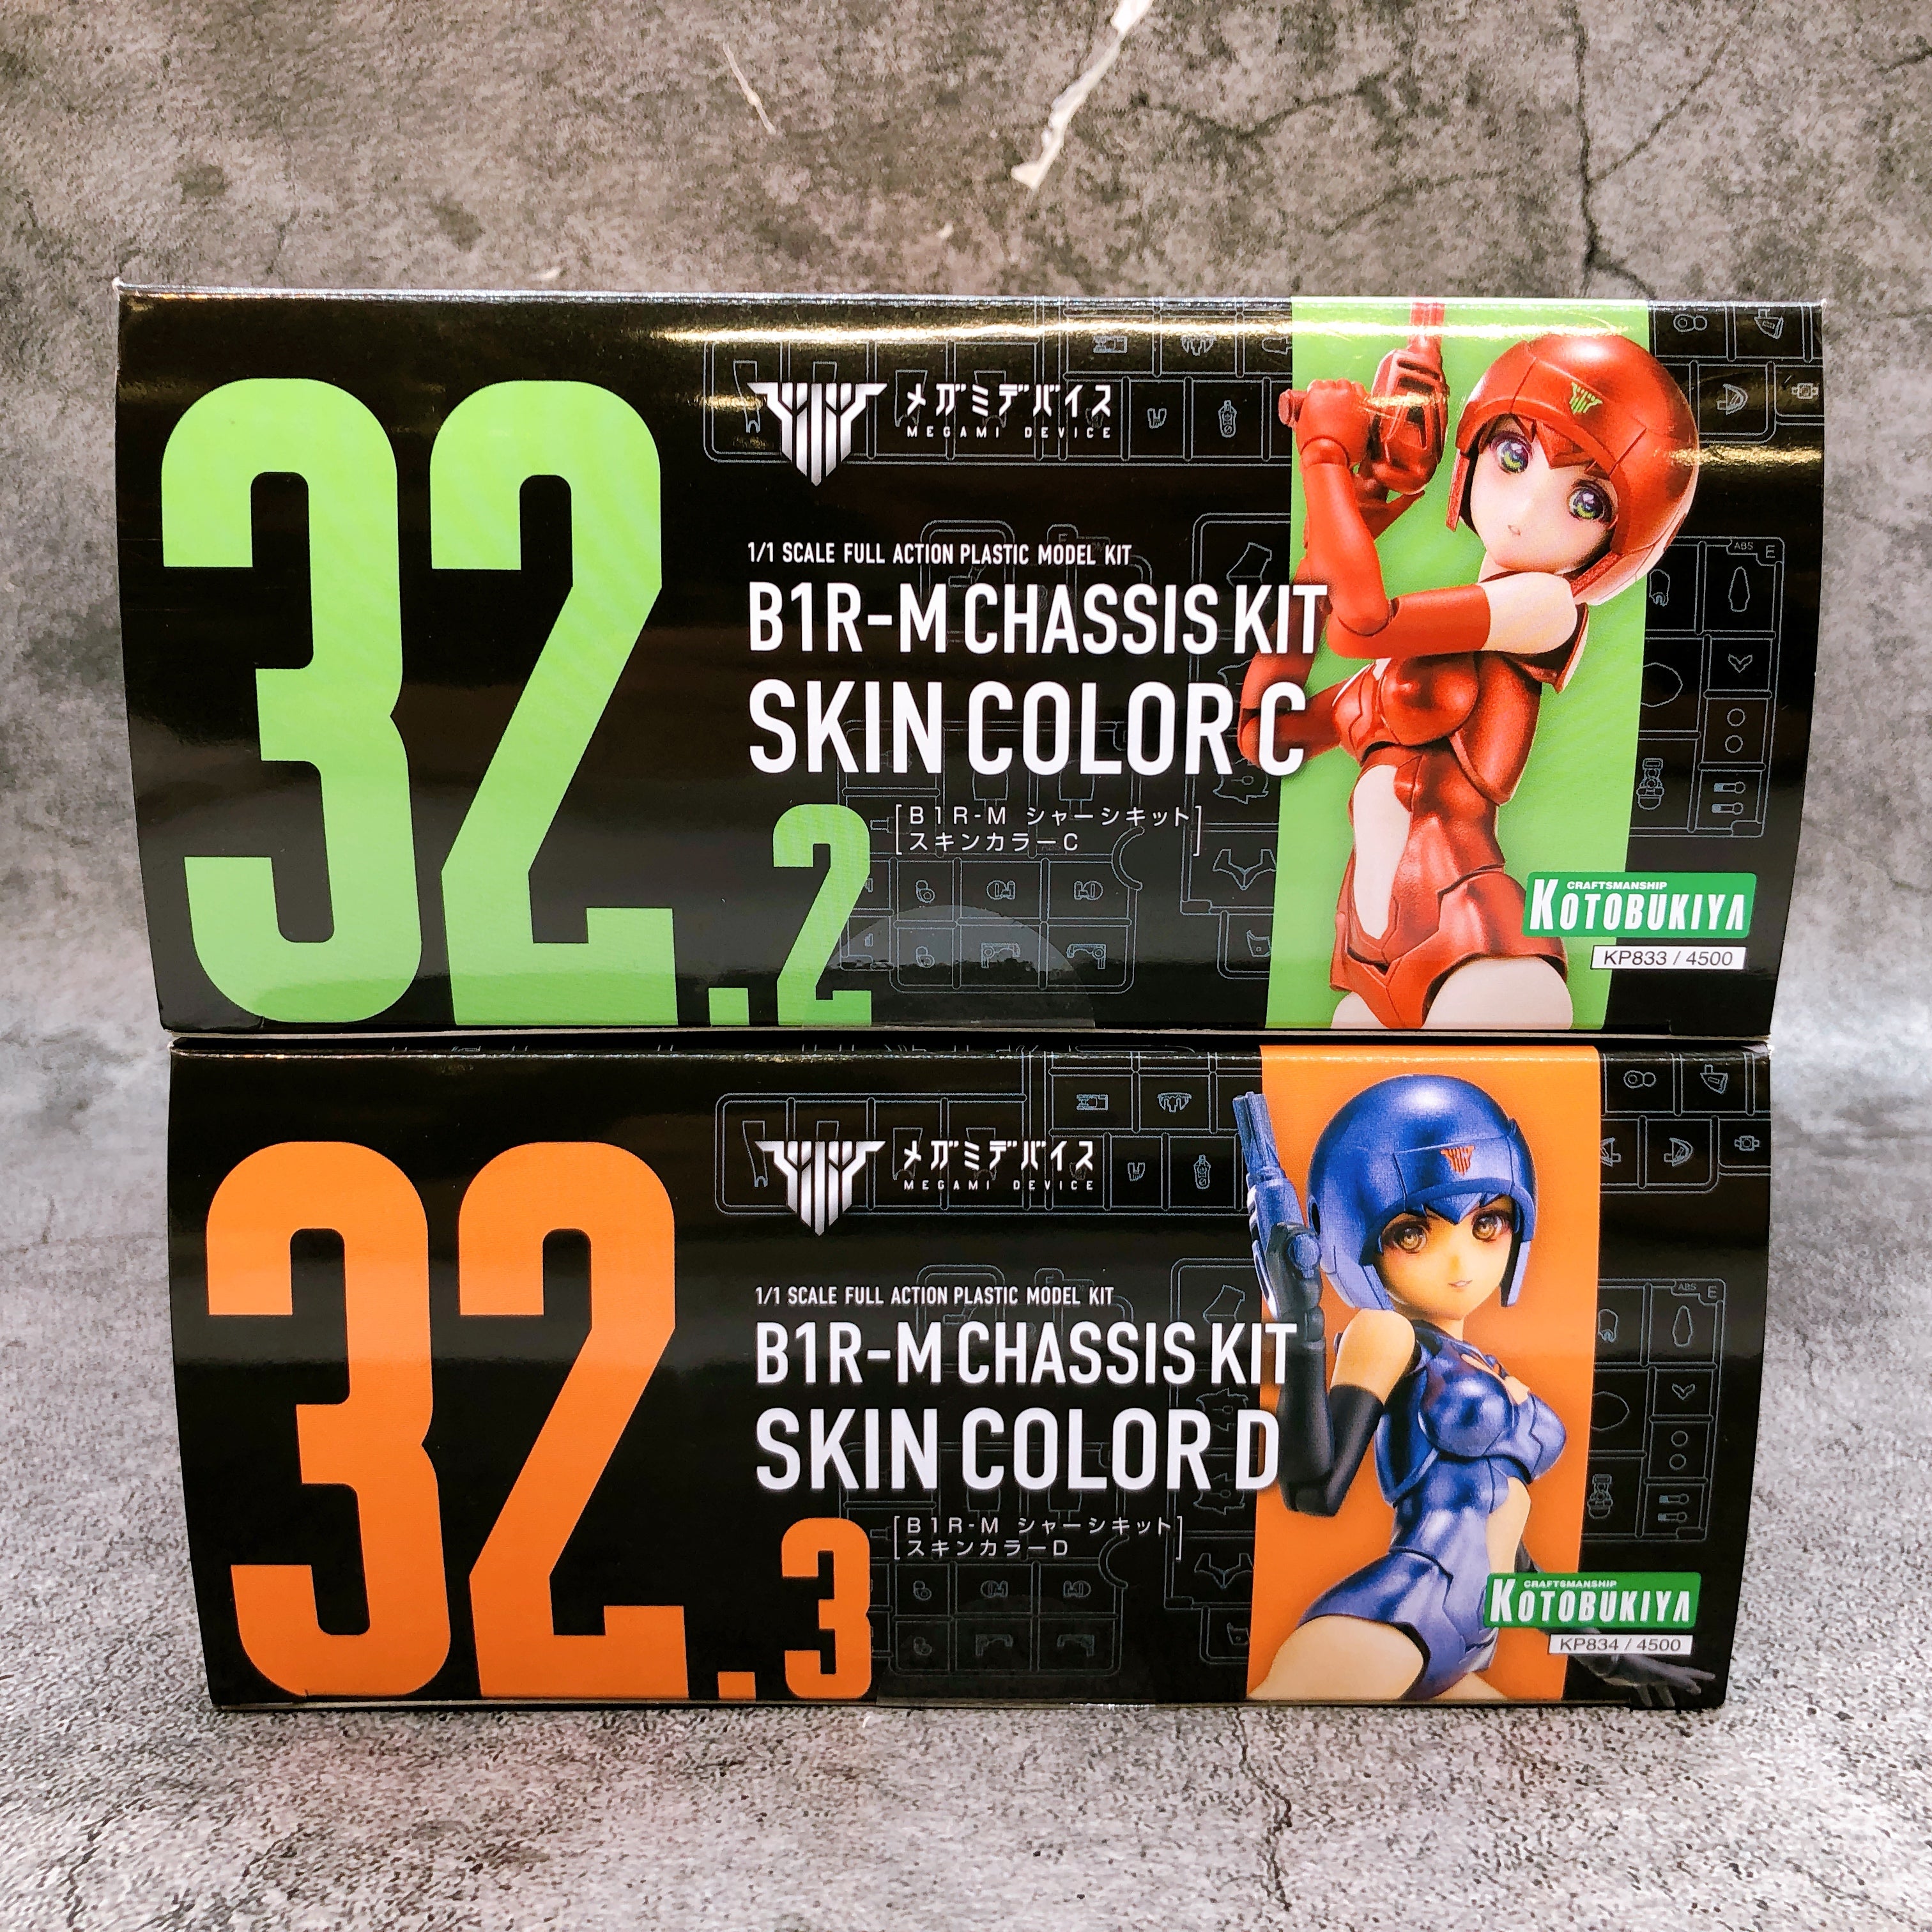 32.2
メガミデバイス
MEGAMI DEVICE
1/1 SCALE FULL ACTION PLASTIC MODEL KIT
B1R-M CHASSIS KIT
SKIN COLOR C
[B1R-M シャーシキット]
[スキンカラーC]
ABS E
CRAFTSMANSHIP
KOTOBUKIYA
KP833 / 4500
32.3
メガミデバイス
MEGAMI DEVICE
1/1 SCALE FULL ACTION PLASTIC MODEL KIT
B1R-M CHASSIS KIT
SKIN COLOR D
[B1R-M シャーシキット]
[スキンカラーD]
ABS E
CRAFTSMANSHIP
KOTOBUKIYA
KP834 / 4500